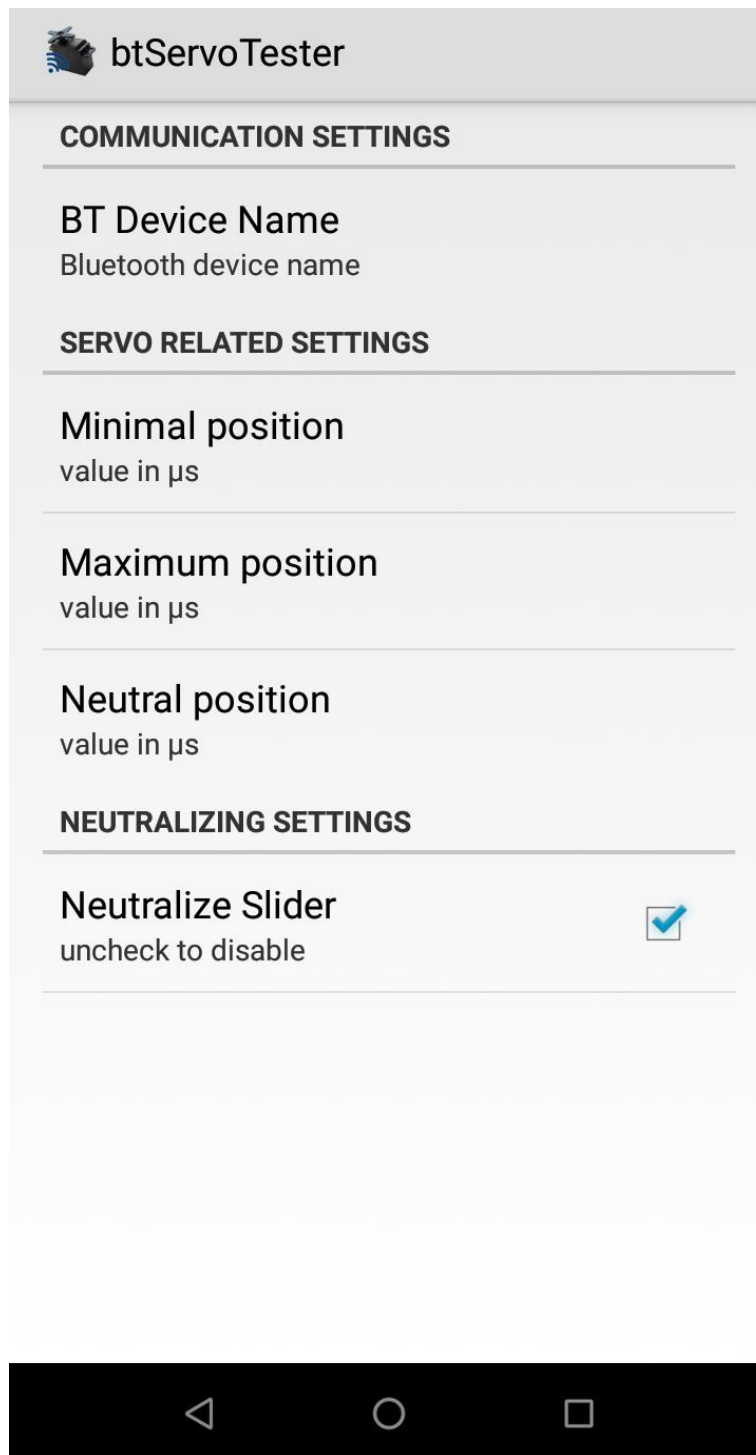 btServoTester
COMMUNICATION SETTINGS
BT Device Name
Bluetooth device name
SERVO RELATED SETTINGS
Minimal position
value in µs
Maximum position
value in µs
Neutral position
value in µs
NEUTRALIZING SETTINGS
Neutralize Slider
uncheck to disable